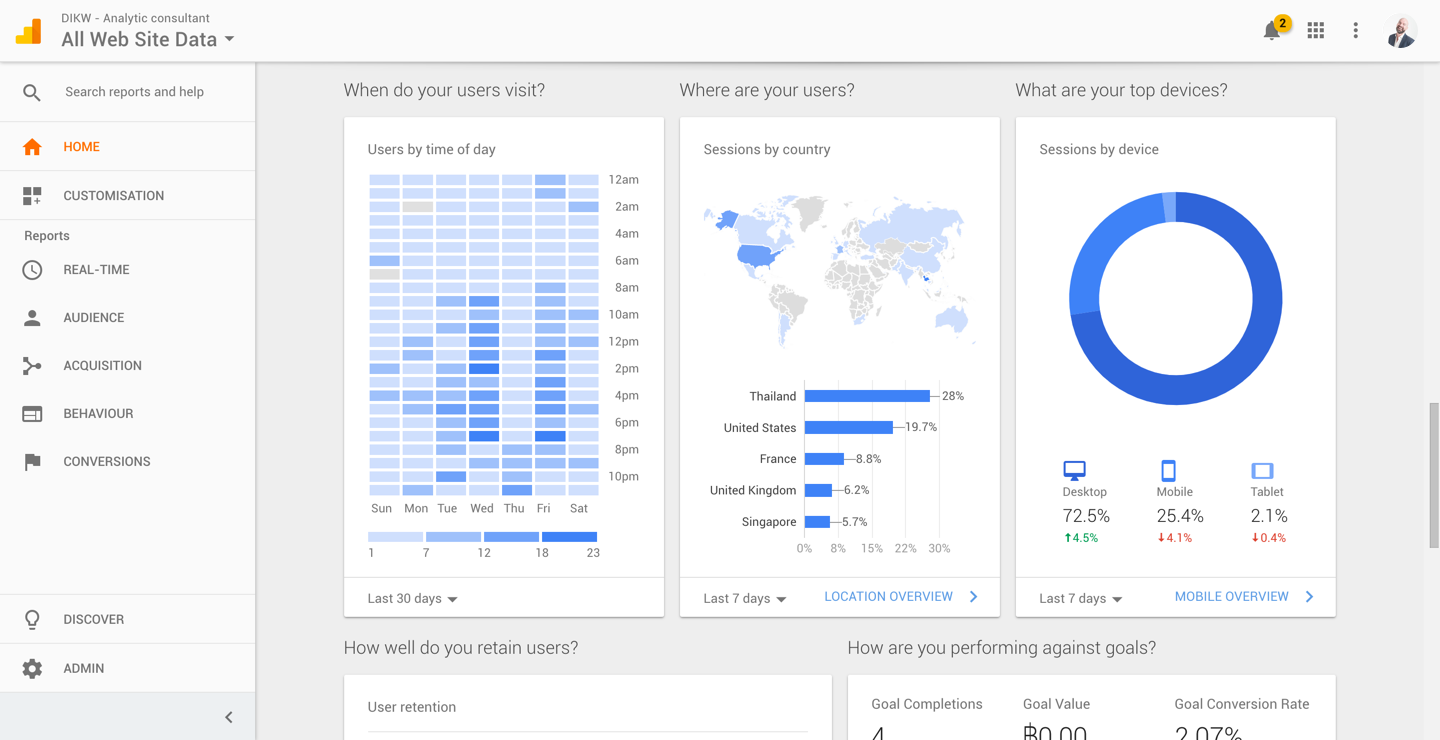 DIKW - Analytic consultant
All Web Site Data
2
Search reports and help
HOME
CUSTOMISATION
Reports
REAL-TIME
AUDIENCE
ACQUISITION
BEHAVIOUR
CONVERSIONS
DISCOVER
ADMIN
When do your users visit?
Users by time of day
12am
2am
4am
6am
8am
10am
12pm
2pm
4pm
6pm
8pm
10pm
Sun Mon Tue Wed Thu Fri Sat
1 7 12 18 23
Last 30 days
Where are your users?
Sessions by country
Thailand 28%
United States 19.7%
France 8.8%
United Kingdom 6.2%
Singapore 5.7%
0% 8% 15% 22% 30%
Last 7 days LOCATION OVERVIEW
What are your top devices?
Sessions by device
Desktop Mobile Tablet
72.5% 25.4% 2.1%
4.5% 4.1% 0.4%
Last 7 days MOBILE OVERVIEW
How well do you retain users?
User retention
How are you performing against goals?
Goal Completions Goal Value Goal Conversion Rate
4 ฿0.00 2.07%